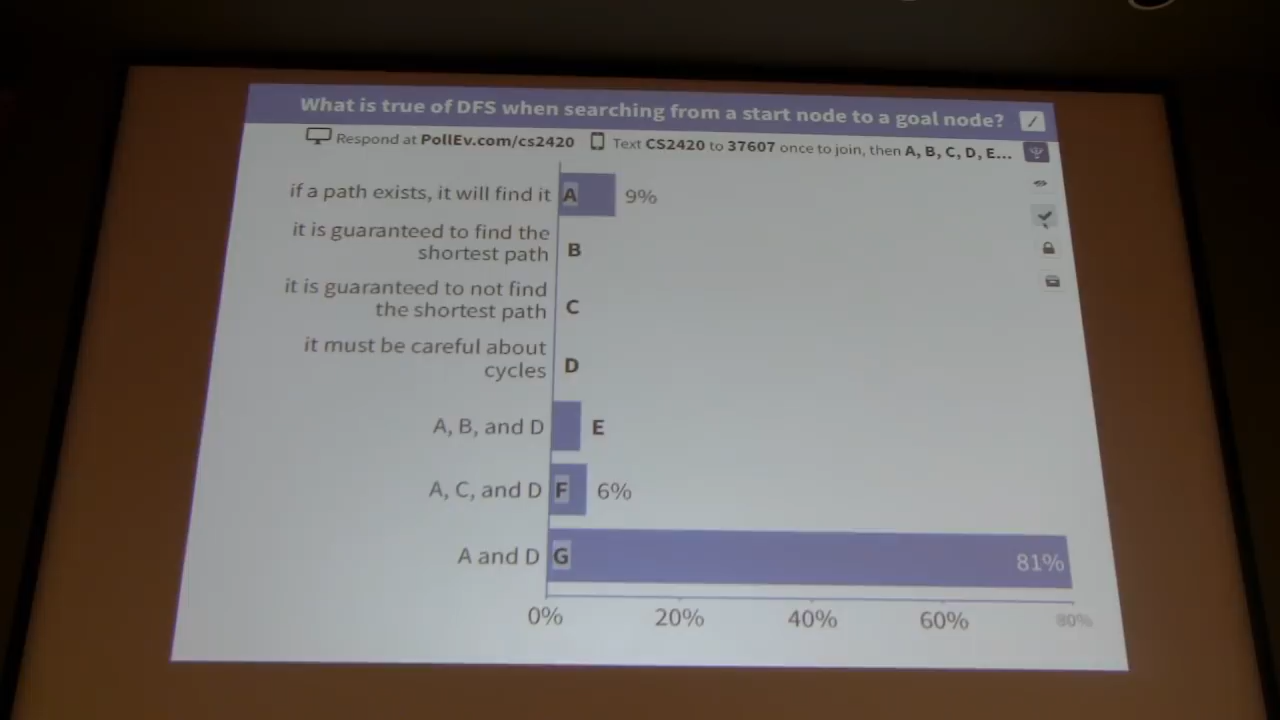 What is true of DFS when searching from a start node to a goal node?
Respond at PollEv.com/cs2420 Text CS2420 to 37607 once to join, then A, B, C, D, E...
if a path exists, it will find it A 9%
it is guaranteed to find the
shortest path B
it is guaranteed to not find
the shortest path C
it must be careful about
cycles D
A, B, and D E
A, C, and D F 6%
A and D G 81%
0% 20% 40% 60% 80%